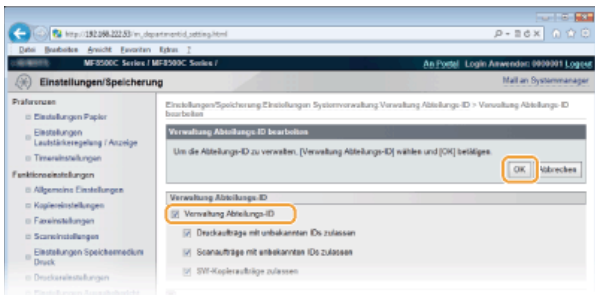 http://192.168.222.53/m_departmentid_setting.html
Datei Bearbeiten Ansicht Favoriten Extras ?
MF8500C Series / MF8500C Series /
An Portal Login Anwender: 0000001 Logout
Einstellungen/Speicherung
Mail an Systemmanager
Präferenzen
Einstellungen Papier
Einstellungen
Lautstärkeregelung / Anzeige
Timereinstellungen
Funktionseinstellungen
Allgemeine Einstellungen
Kopiereinstellungen
Faxeinstellungen
Scaneinstellungen
Einstellungen Speichermedium
Druck
Druckeinstellungen
Einstellungen/Speicherung:Einstellungen Systemverwaltung:Verwaltung Abteilungs-ID > Verwaltung Abteilungs-ID
bearbeiten
Verwaltung Abteilungs-ID bearbeiten
Um die Abteilungs-ID zu verwalten, [Verwaltung Abteilungs-ID] wählen und [OK] betätigen.
OK Abbrechen
Verwaltung Abteilungs-ID
Verwaltung Abteilungs-ID
Druckaufträge mit unbekannten IDs zulassen
Scanaufträge mit unbekannten IDs zulassen
SW-Kopieraufträge zulassen